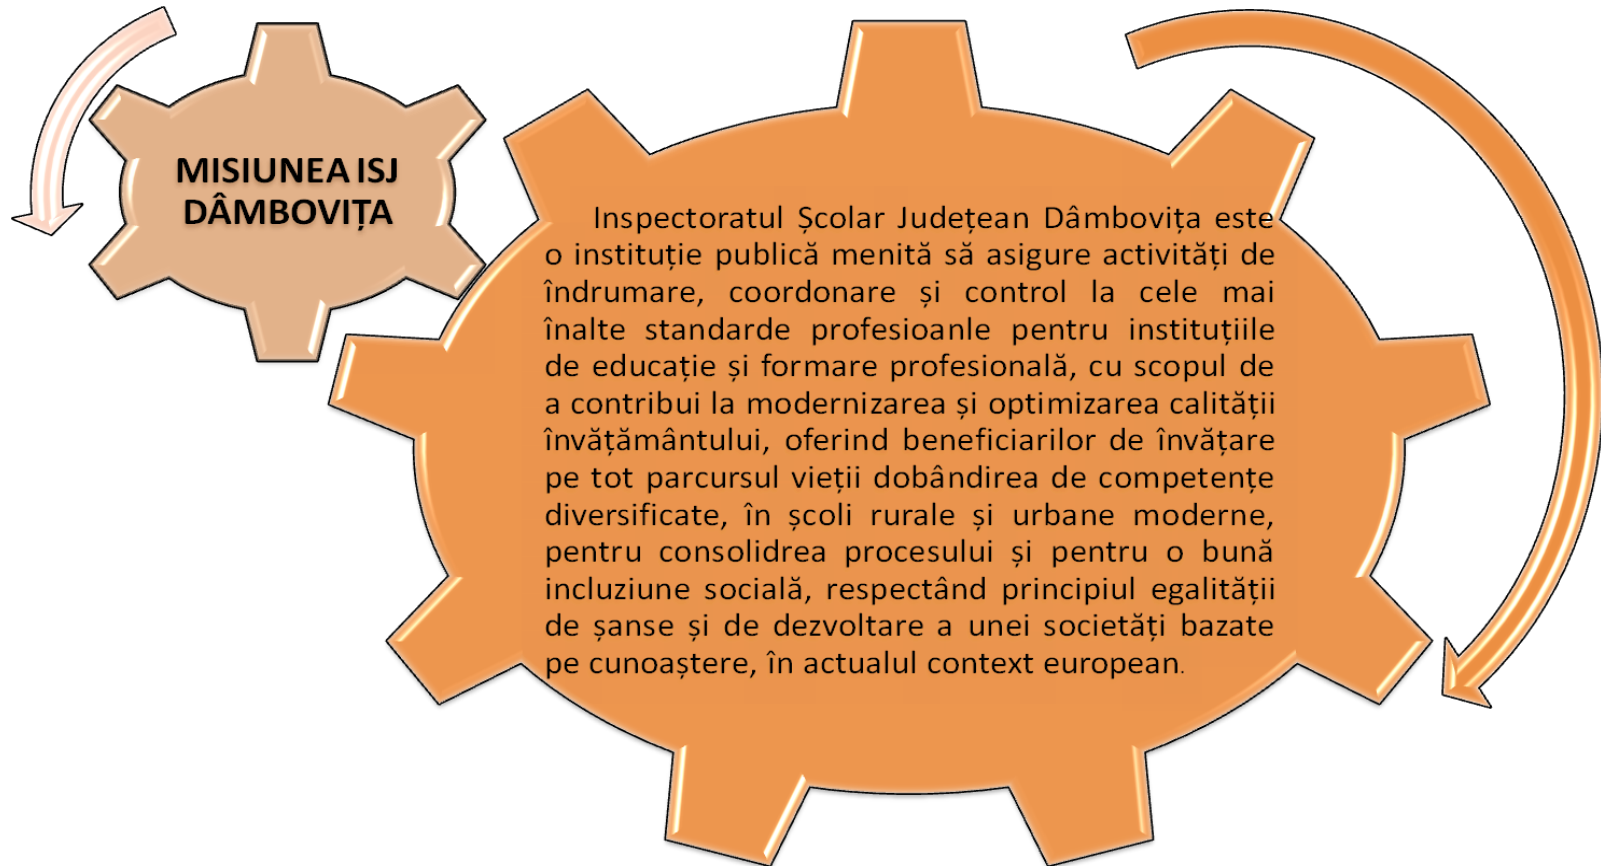 MISIUNEA ISJ
DÂMBOVIȚA
Inspectoratul Școlar Județean Dâmbovița este
o instituție publică menită să asigure activități de
îndrumare, coordonare și control la cele mai
înalte standarde profesioanle pentru instituțiile
de educație și formare profesională, cu scopul de
a contribui la modernizarea și optimizarea calității
învățământului, oferind beneficiarilor de învățare
pe tot parcursul vieții dobândirea de competențe
diversificate, în școli rurale și urbane moderne,
pentru consolidrea procesului și pentru o bună
incluziune socială, respectând principiul egalității
de șanse și de dezvoltare a unei societăți bazate
pe cunoaștere, în actualul context european.